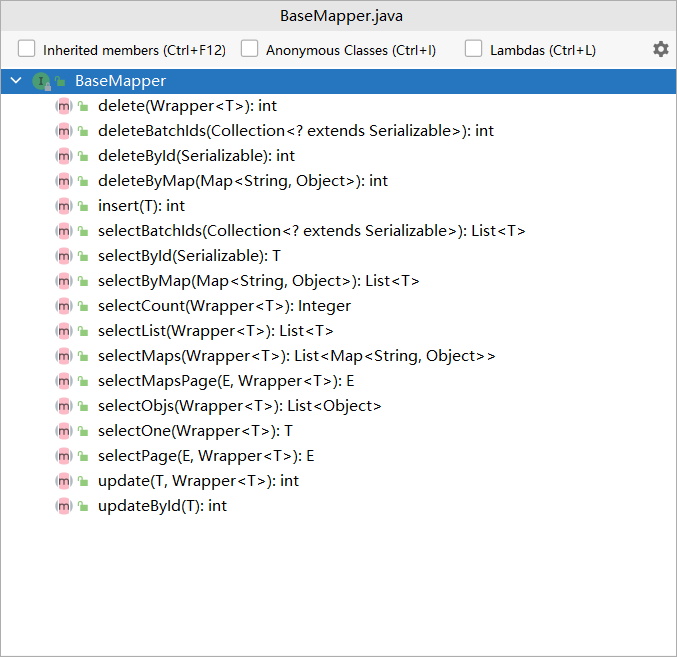 BaseMapper.java
Inherited members (Ctrl+F12) Anonymous Classes (Ctrl+I) Lambdas (Ctrl+L)
I BaseMapper
m delete(Wrapper<T>): int
m deleteBatchIds(Collection<? extends Serializable>): int
m deleteById(Serializable): int
m deleteByMap(Map<String, Object>): int
m insert(T): int
m selectBatchIds(Collection<? extends Serializable>): List<T>
m selectById(Serializable): T
m selectByMap(Map<String, Object>): List<T>
m selectCount(Wrapper<T>): Integer
m selectList(Wrapper<T>): List<T>
m selectMaps(Wrapper<T>): List<Map<String, Object>>
m selectMapsPage(E, Wrapper<T>): E
m selectObjs(Wrapper<T>): List<Object>
m selectOne(Wrapper<T>): T
m selectPage(E, Wrapper<T>): E
m update(T, Wrapper<T>): int
m updateById(T): int